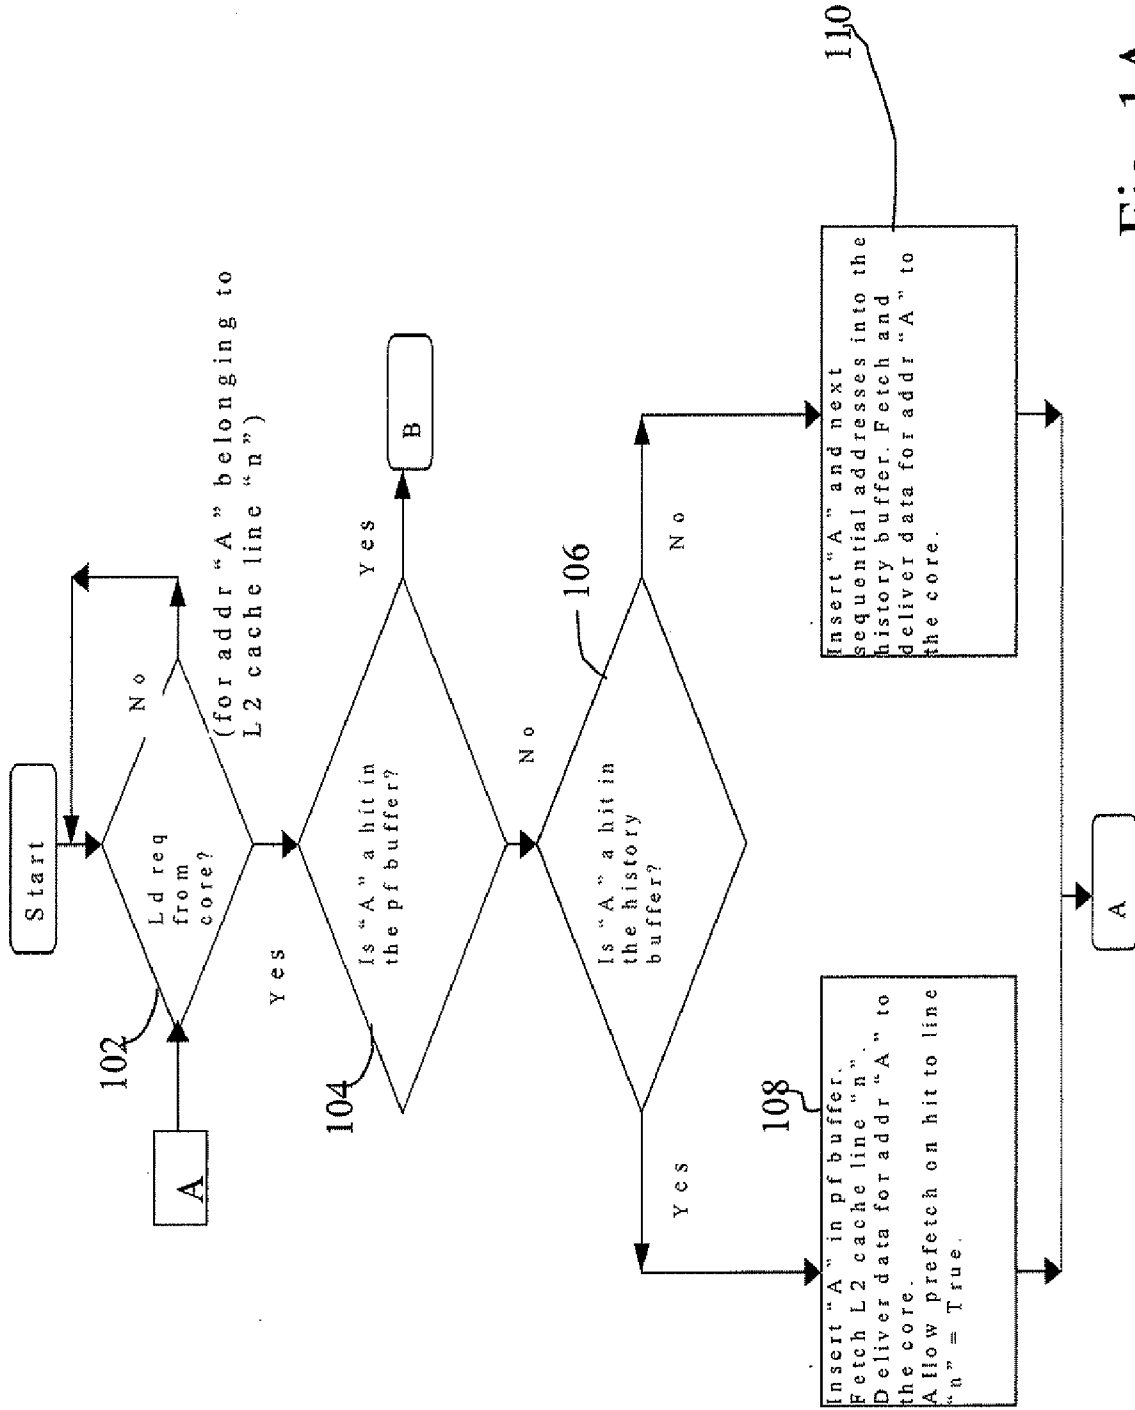 Start
102
Ld req
from
core?
No
(for addr “A” belonging to
L2 cache line “n”)
A
Yes
104
Is “A” a hit in
the pf buffer?
Yes
B
No
106
Is “A” a hit in
the history
buffer?
Yes
No
108
Insert “A” in pf buffer.
Fetch L2 cache line “n”.
Deliver data for addr “A” to
the core.
Allow prefetch on hit to line
“n” = True.
110
Insert “A” and next
sequential addresses into the
history buffer. Fetch and
deliver data for addr “A” to
the core.
A
Fig. 1A